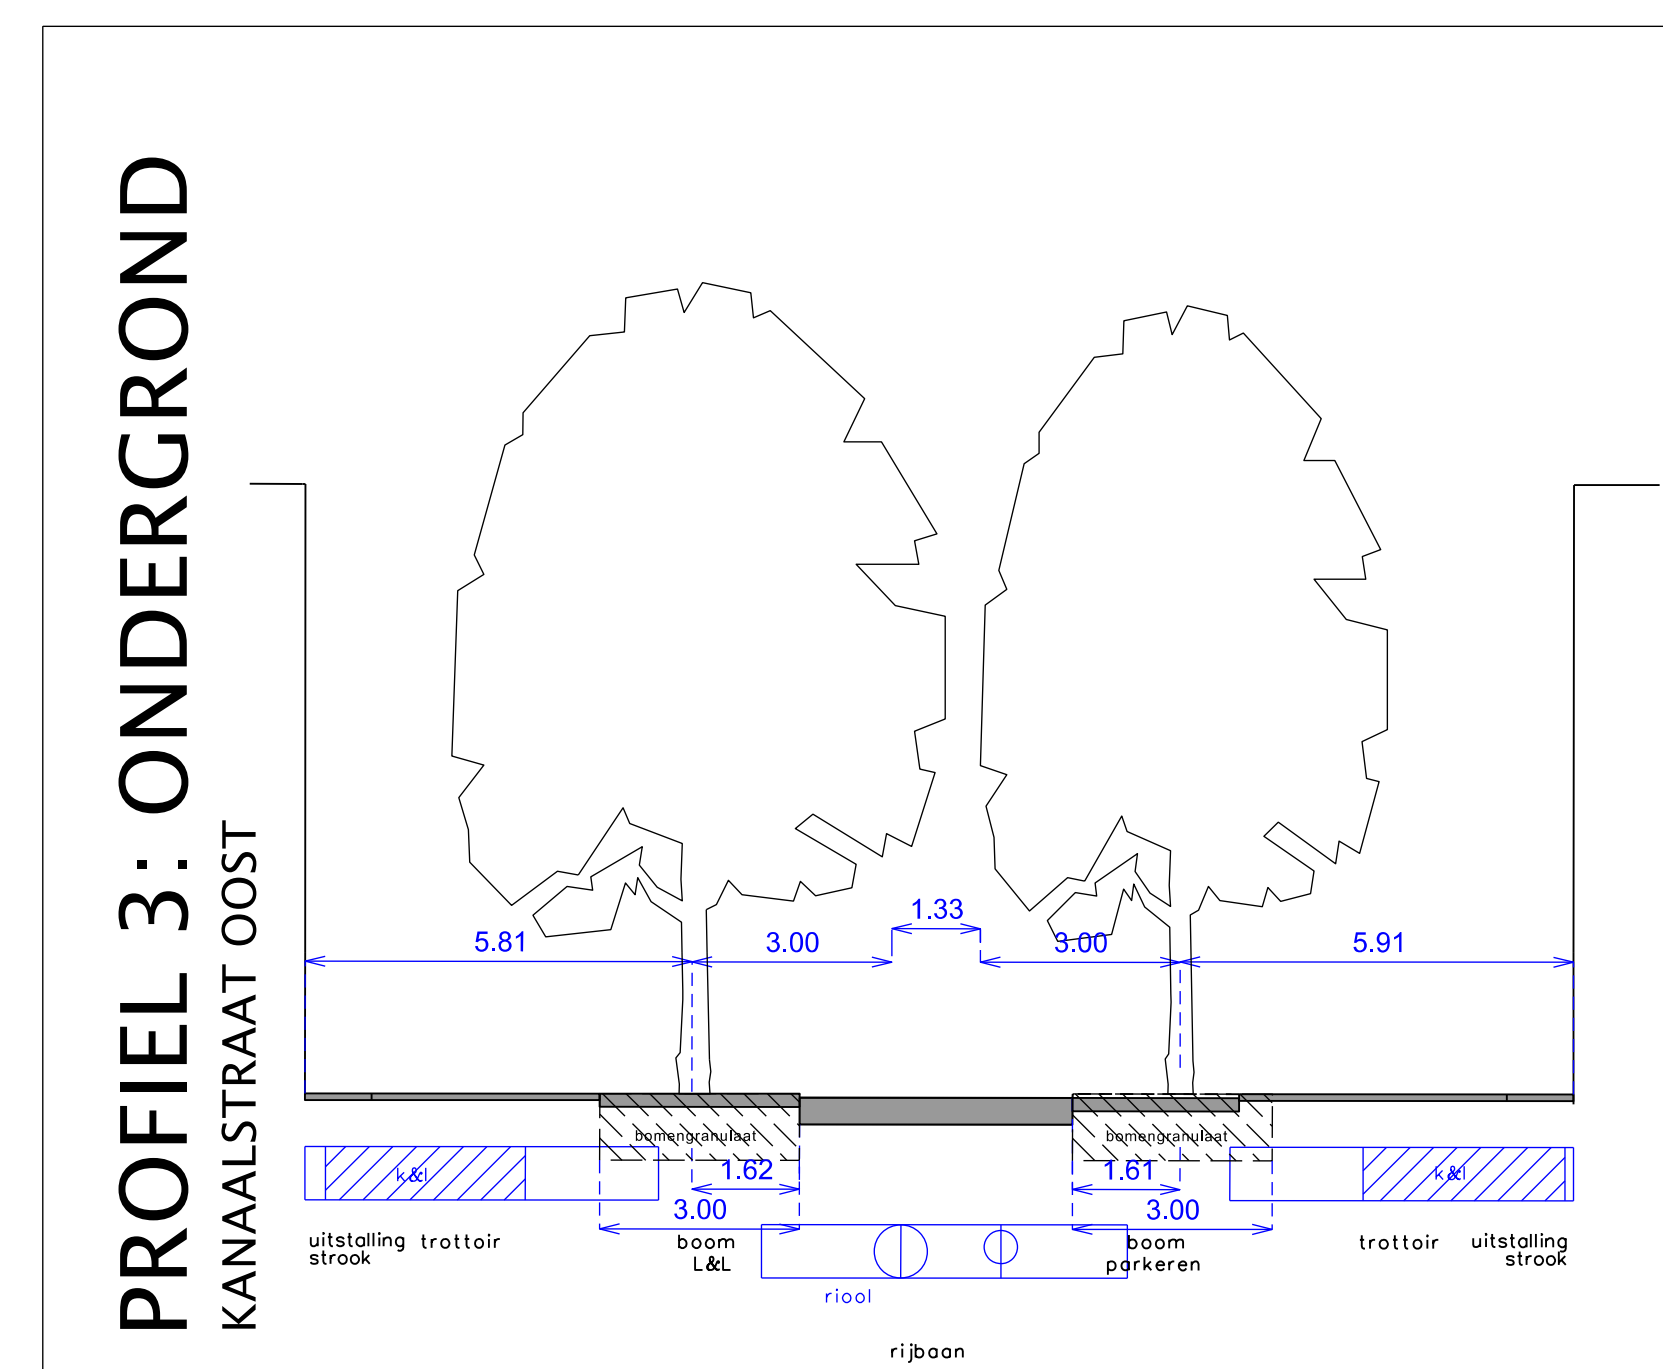 PROFIEL 3: ONDERGROND
KANAALSTRAAT OOST
1.33
5.81 3.00 3.00 5.91
bomengranulaat bomengranulaat
k&l 1.62 1.61 k&l
3.00 3.00
uitstalling trottoir boom boom trottoir uitstalling
strook L&L parkeren strook
riool
rijbaan